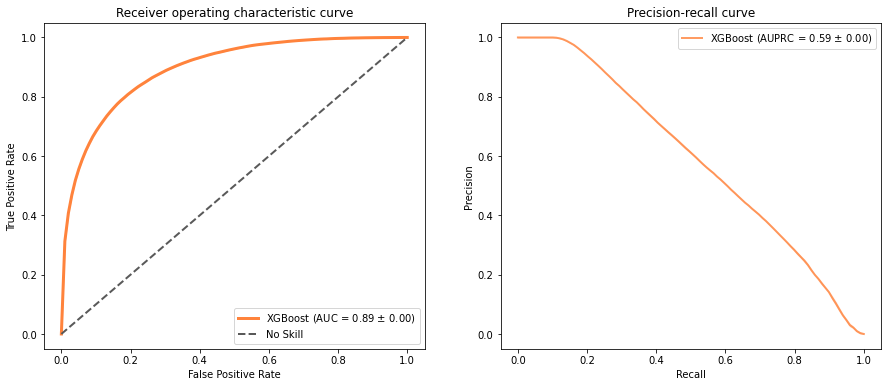 Receiver operating characteristic curve
True Positive Rate
1.0
0.8
0.6
0.4
0.2
0.0
XGBoost (AUC = 0.89 ± 0.00)
No Skill
0.0 0.2 0.4 0.6 0.8 1.0
False Positive Rate
Precision-recall curve
XGBoost (AUPRC = 0.59 ± 0.00)
Precision
1.0
0.8
0.6
0.4
0.2
0.0
0.0 0.2 0.4 0.6 0.8 1.0
Recall